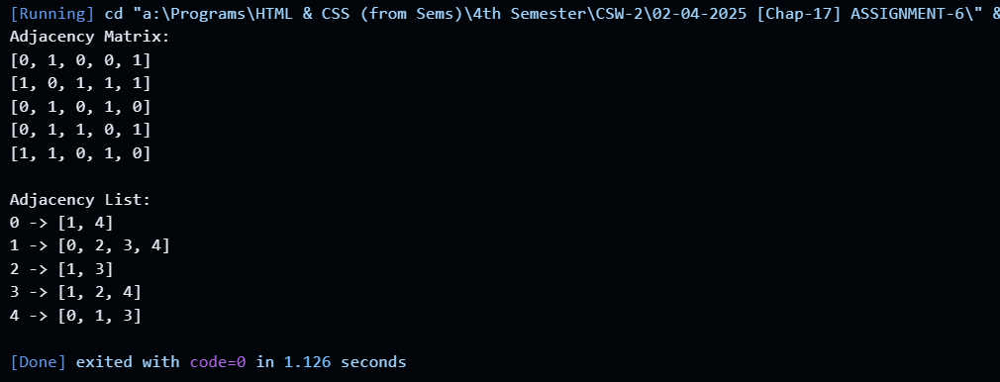 [Running] cd "a:\Programs\HTML & CSS (from Sems)\4th Semester\CSW-2\02-04-2025 [Chap-17] ASSIGNMENT-6\" &
Adjacency Matrix:
[0, 1, 0, 0, 1]
[1, 0, 1, 1, 1]
[0, 1, 0, 1, 0]
[0, 1, 1, 0, 1]
[1, 1, 0, 1, 0]
Adjacency List:
0 -> [1, 4]
1 -> [0, 2, 3, 4]
2 -> [1, 3]
3 -> [1, 2, 4]
4 -> [0, 1, 3]
[Done] exited with code=0 in 1.126 seconds